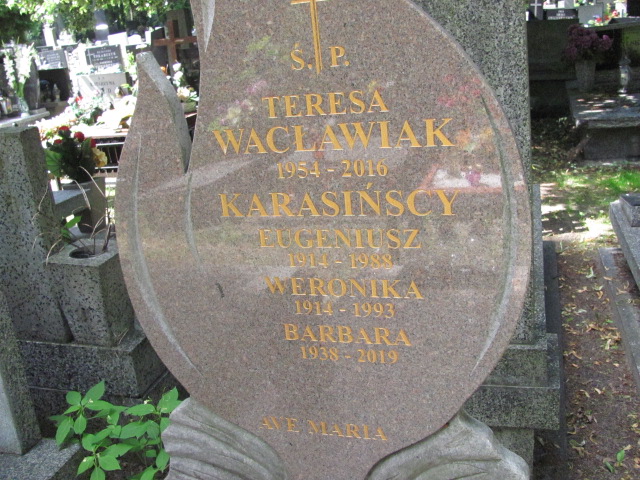 Ś. P.
TERESA
WACŁAWIAK
1954 - 2016
KARASIŃSCY
EUGENIUSZ
1914 - 1988
WERONIKA
1914 - 1993
BARBARA
1938 - 2019
AVE MARIA